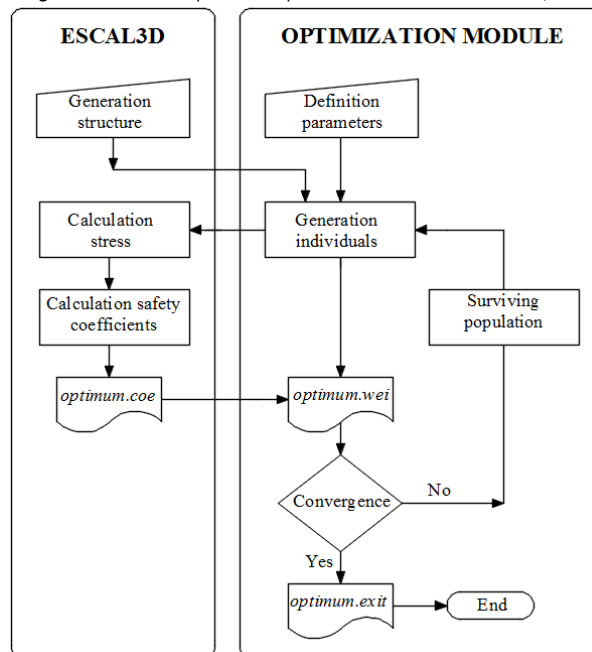 ESCAL3D
OPTIMIZATION MODULE
Generation
structure
Definition
parameters
Calculation
stress
Generation
individuals
Calculation safety
coefficients
Surviving
population
optimum.coe
optimum.wei
Convergence
No
Yes
optimum.exit
End